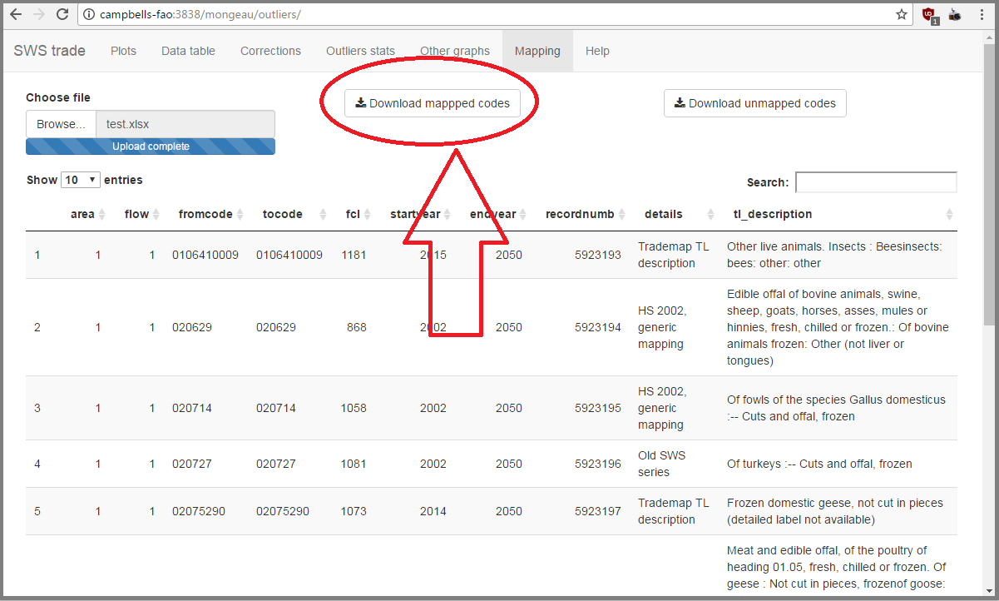 campbells-fao:3838/mongeau/outliers/
1
SWS trade Plots Data table Corrections Outliers stats Other graphs Mapping Help
Choose file
Browse... test.xlsx
Upload complete
Download mappped codes
Download unmapped codes
Show 10 entries
Search:
area flow fromcode tocode fcl startyear endyear recordnumb details tl_description
1 1 1 0106410009 0106410009 1181 2015 2050 5923193
Trademap TL
description
Other live animals. Insects : Beesinsects:
bees: other: other
2 1 1 020629 020629 868 2002 2050 5923194
HS 2002,
generic
mapping
Edible offal of bovine animals, swine,
sheep, goats, horses, asses, mules or
hinnies, fresh, chilled or frozen.: Of bovine
animals frozen: Other (not liver or
tongues)
3 1 1 020714 020714 1058 2002 2050 5923195
HS 2002,
generic
mapping
Of fowls of the species Gallus domesticus
:-- Cuts and offal, frozen
4 1 1 020727 020727 1081 2002 2050 5923196
Old SWS
series
Of turkeys :-- Cuts and offal, frozen
5 1 1 02075290 02075290 1073 2014 2050 5923197
Trademap TL
description
Frozen domestic geese, not cut in pieces
(detailed label not available)
Meat and edible offal, of the poultry of
heading 01.05, fresh, chilled or frozen. Of
geese : Not cut in pieces, frozenof goose: